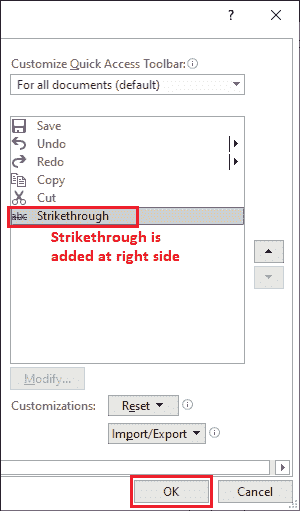 ?
Customize Quick Access Toolbar:
For all documents (default)
Save
Undo
Redo
Copy
Cut
abc Strikethrough
Strikethrough is
added at right side
Modify...
Customizations: Reset
Import/Export
OK Cancel